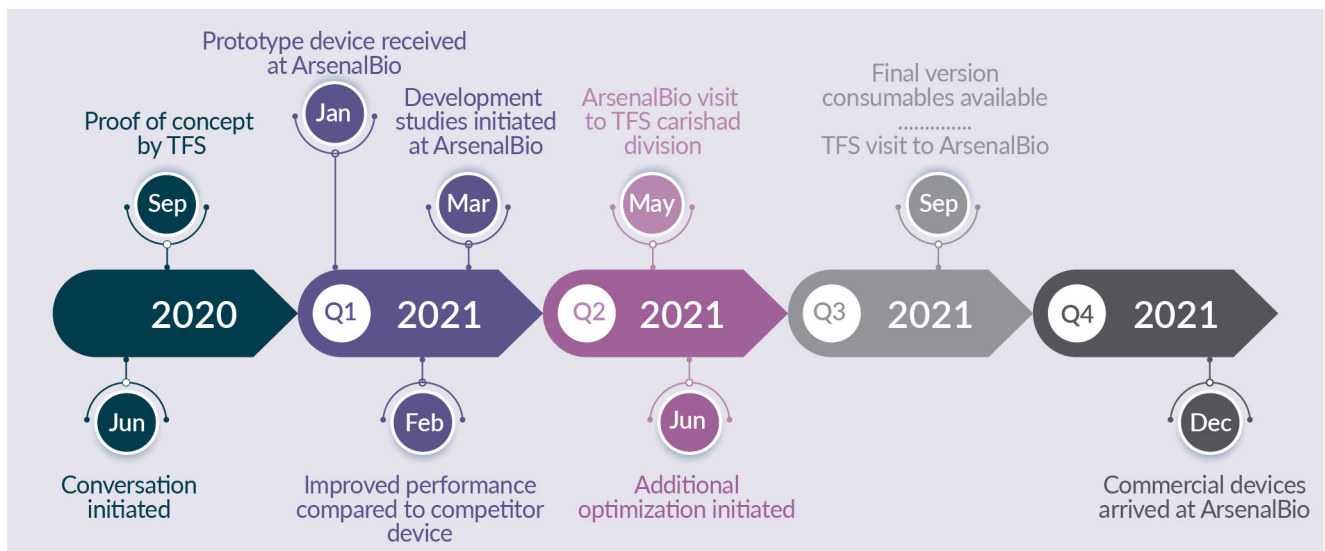 Prototype device received
at ArsenalBio
Jan
Development
studies initiated
at ArsenalBio
Mar
ArsenalBio visit
to TFS carishad
division
May
Final version
consumables available
..............
TFS visit to ArsenalBio
Sep
Proof of concept
by TFS
Sep
2020
Q1
2021
Q2
2021
Q3
2021
Q4
2021
Jun
Conversation
initiated
Feb
Improved performance
compared to competitor
device
Jun
Additional
optimization initiated
Dec
Commercial devices
arrived at ArsenalBio